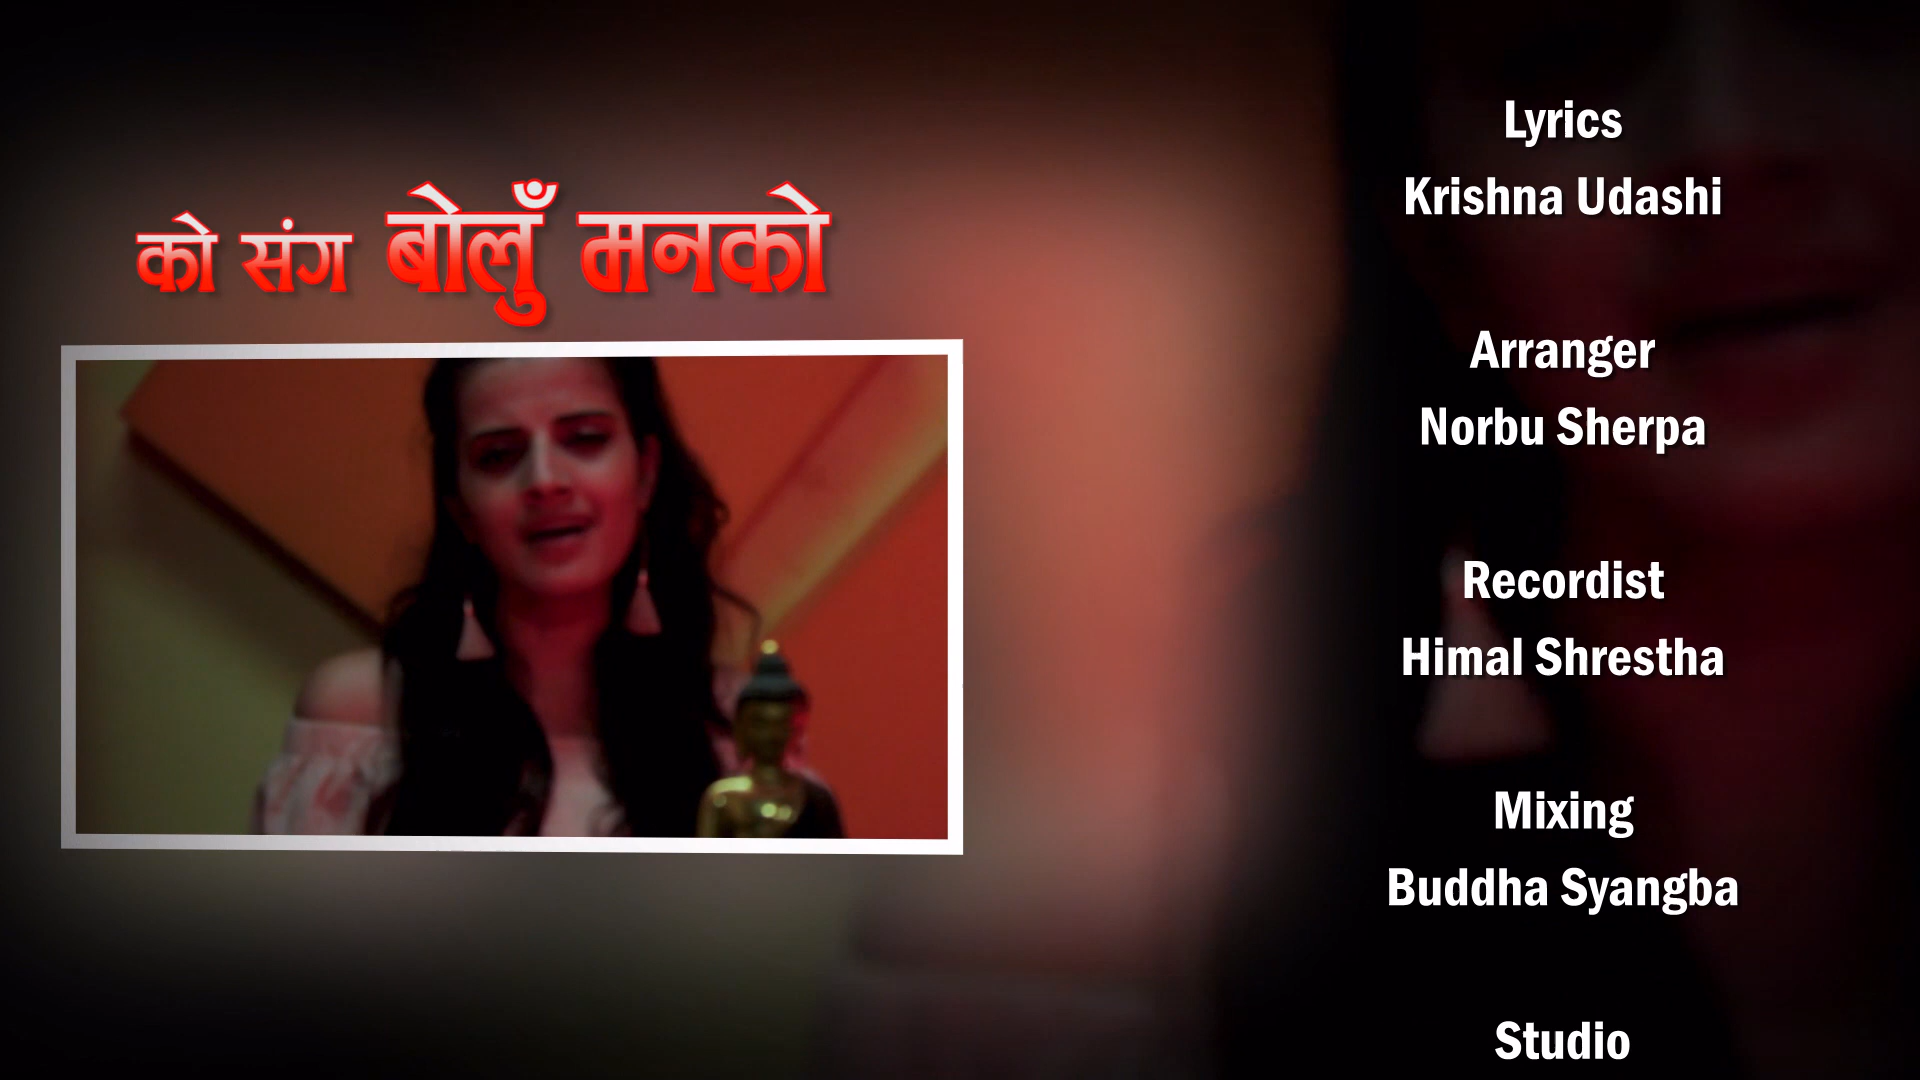 को संग बोलुँ मनको
Lyrics
Krishna Udashi
Arranger
Norbu Sherpa
Recordist
Himal Shrestha
Mixing
Buddha Syangba
Studio